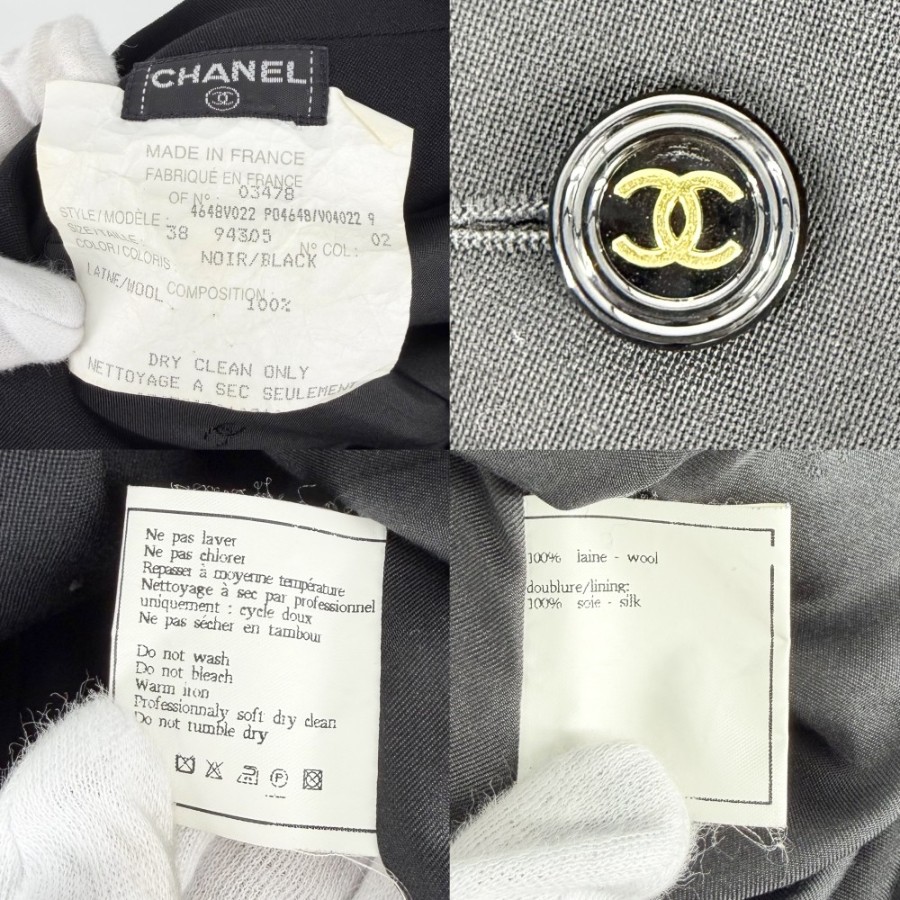 CHANEL
MADE IN FRANCE
FABRIQUÉ EN FRANCE
OF N°: 03478
STYLE/MODÈLE: 4648V022 P04648/V04022 9
SIZE/TAILLE: 38 94305 N° COL: 02
COLOR/COLORIS: NOIR/BLACK
COMPOSITION:
LAINE/WOOL 100%
DRY CLEAN ONLY
NETTOYAGE A SEC SEULEMENT
Ne pas laver
Ne pas chlorer
Repasser à moyenne température
Nettoyage à sec par professionnel
uniquement : cycle doux
Ne pas sécher en tambour
Do not wash
Do not bleach
Warm iron
Professionnaly soft dry clean
Do not tumble dry
P
100% laine - wool
doublure/lining:
100% soie - silk